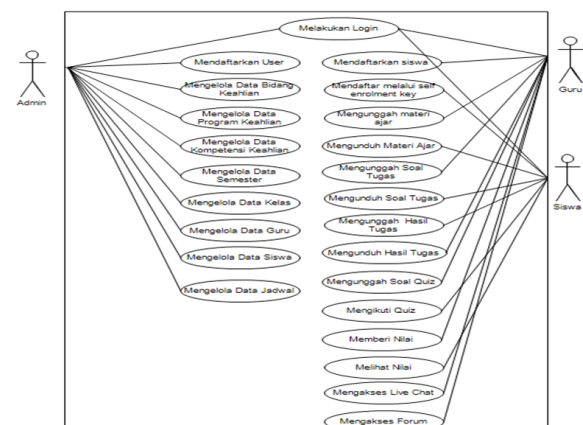 Melakukan Login
Admin
Guru
Siswa
Mendaftarkan User
Mengelola Data Bidang
Keahlian
Mengelola Data
Program Keahlian
Mengelola Data
Kompetensi Keahlian
Mengelola Data
Semester
Mengelola Data Kelas
Mengelola Data Guru
Mengelola Data Siswa
Mengelola Data Jadwal
Mendaftarkan siswa
Mendaftar melalui self
enrolment key
Mengunggah materi
ajar
Mengunduh Materi Ajar
Mengunggah Soal
Tugas
Mengunduh Soal Tugas
Mengunggah Hasil
Tugas
Mengunduh Hasil Tugas
Mengunggah Soal Quiz
Mengikuti Quiz
Memberi Nilai
Melihat Nilai
Mengakses Live Chat
Mengakses Forum